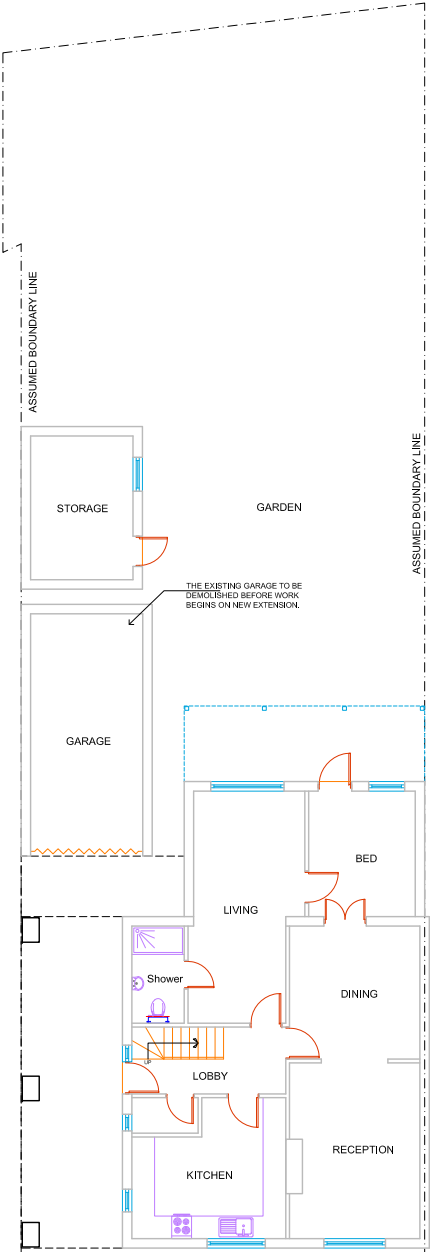 ASSUMED BOUNDARY LINE
ASSUMED BOUNDARY LINE
STORAGE
GARDEN
THE EXISTING GARAGE TO BE
DEMOLISHED BEFORE WORK
BEGINS ON NEW EXTENSION.
GARAGE
BED
LIVING
Shower
DINING
LOBBY
RECEPTION
KITCHEN